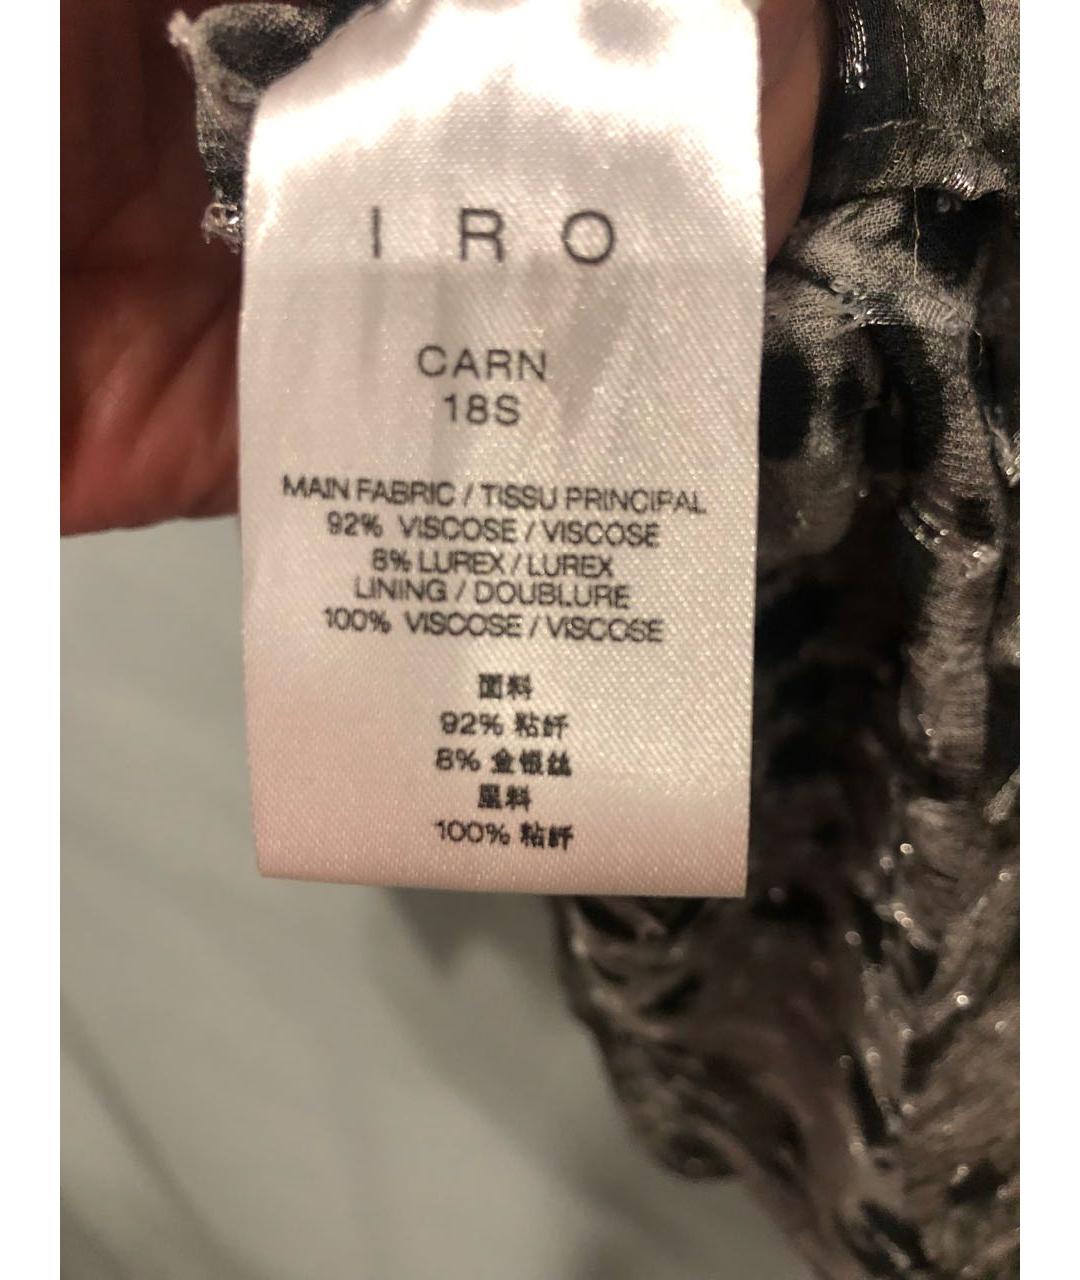 IRO
CARN
18S
MAIN FABRIC / TISSU PRINCIPAL
92% VISCOSE / VISCOSE
8% LUREX / LUREX
LINING / DOUBLURE
100% VISCOSE / VISCOSE
面料
92% 粘纤
8% 金银丝
里料
100% 粘纤